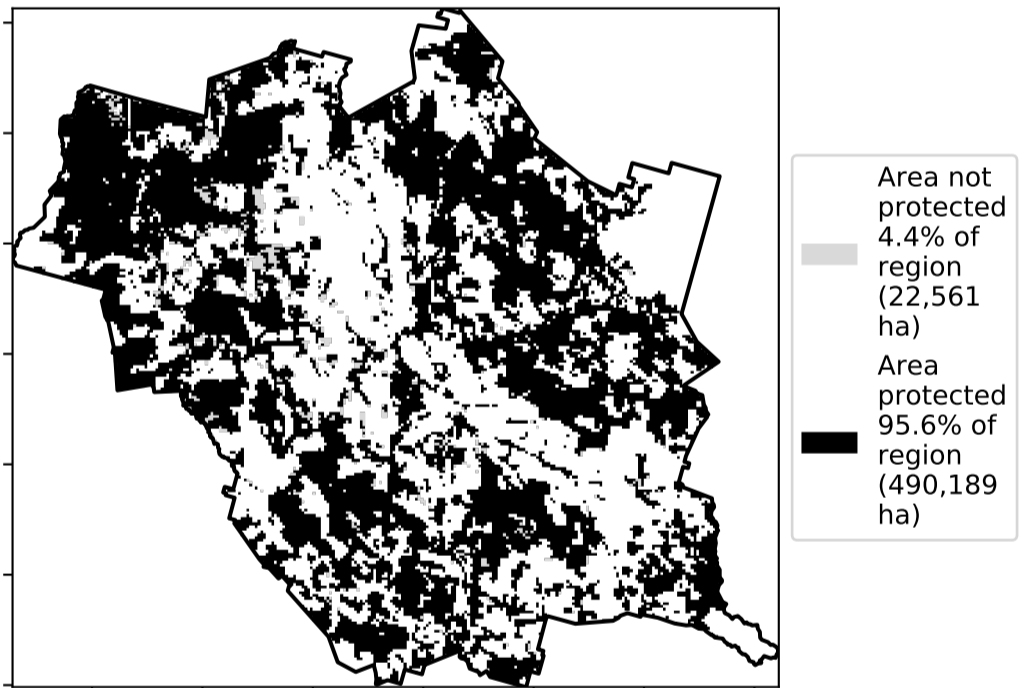 Area not
protected
4.4% of
region
(22,561
ha)
Area
protected
95.6% of
region
(490,189
ha)